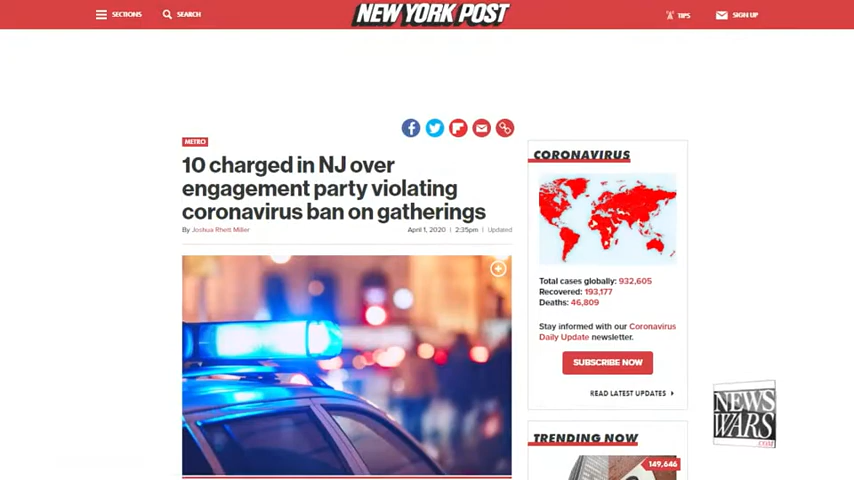 SECTIONS
SEARCH
NEW YORK POST
TIPS
SIGN UP
METRO
10 charged in NJ over
engagement party violating
coronavirus ban on gatherings
By Joshua Rhett Miller
April 1, 2020 | 2:35pm | Updated
CORONAVIRUS
Total cases globally: 932,605
Recovered: 193,177
Deaths: 46,809
Stay informed with our Coronavirus
Daily Update newsletter.
SUBSCRIBE NOW
READ LATEST UPDATES
TRENDING NOW
149,646
NEWS
WARS
.COM